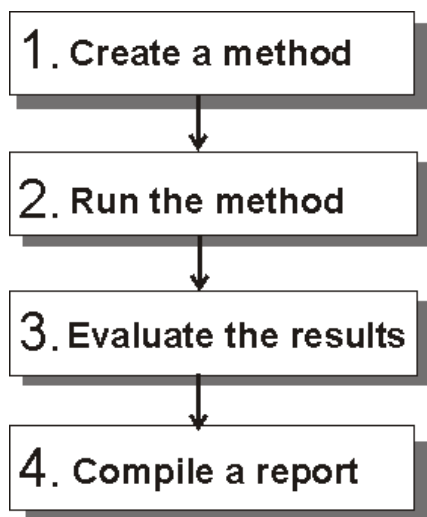 1. Create a method
2. Run the method
3. Evaluate the results
4. Compile a report